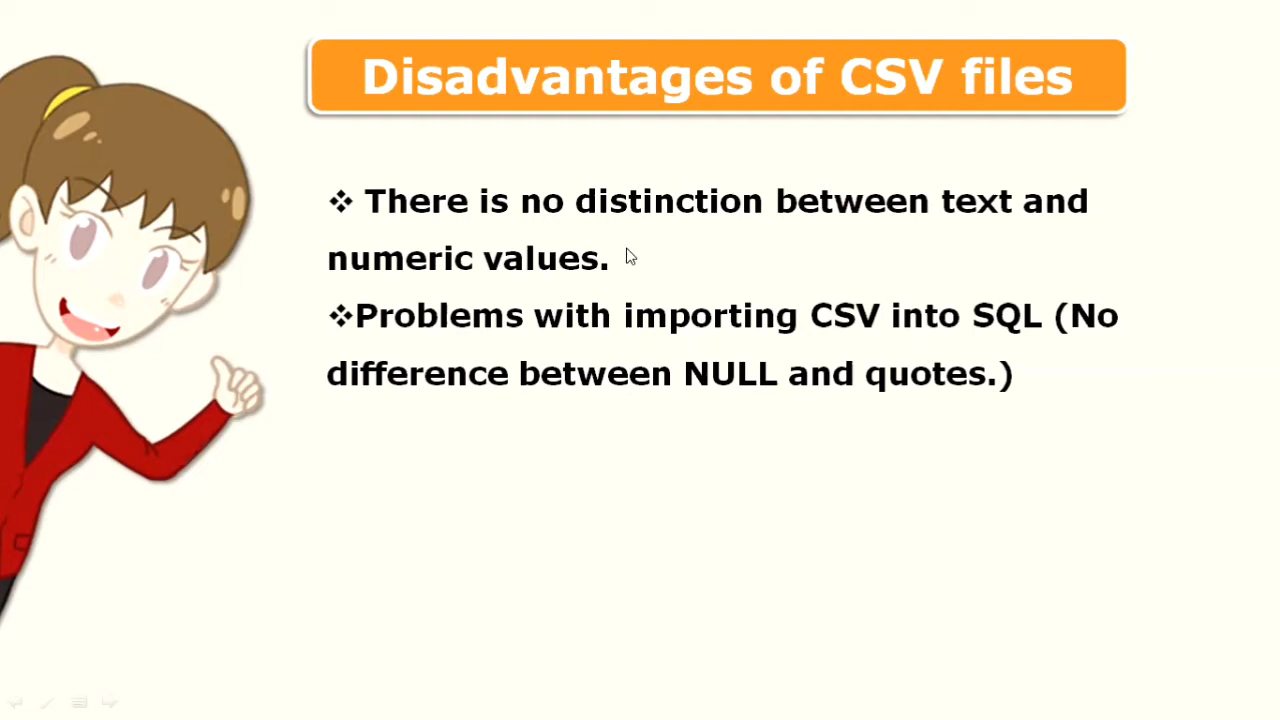 Disadvantages of CSV files
❖ There is no distinction between text and
numeric values.
❖Problems with importing CSV into SQL (No
difference between NULL and quotes.)